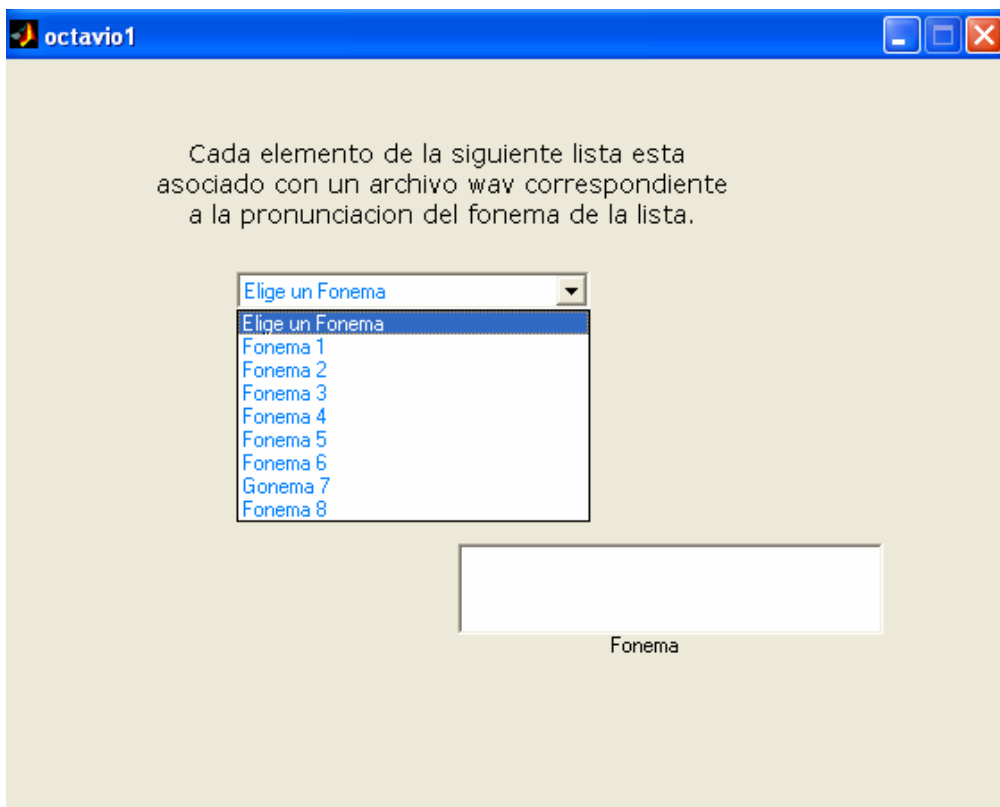 octavio1
Cada elemento de la siguiente lista esta
asociado con un archivo wav correspondiente
a la pronunciacion del fonema de la lista.
Elige un Fonema
Elige un Fonema
Fonema 1
Fonema 2
Fonema 3
Fonema 4
Fonema 5
Fonema 6
Gonema 7
Fonema 8
Fonema